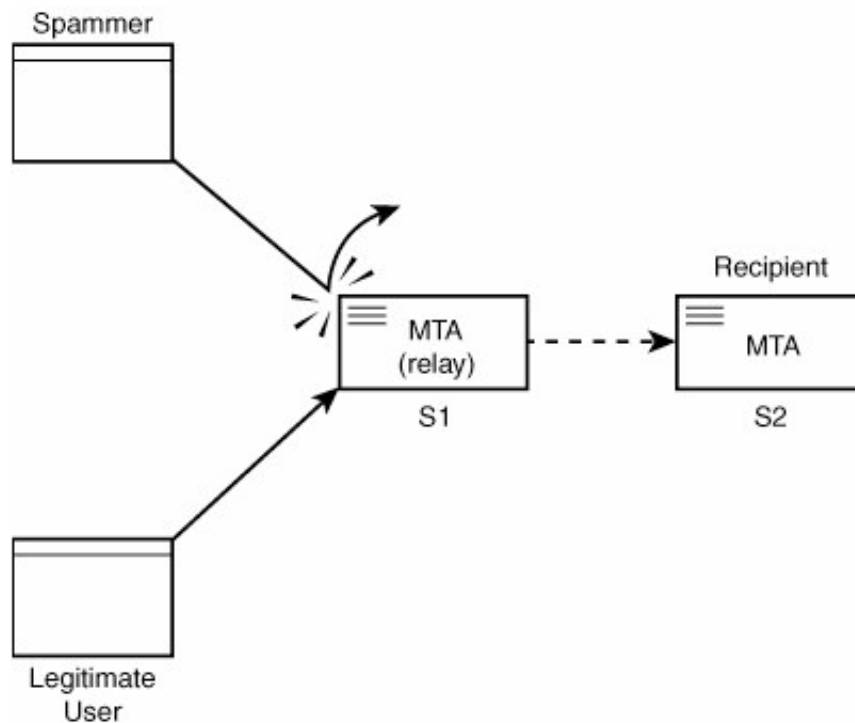 Spammer
Recipient
MTA
(relay)
MTA
S1
S2
Legitimate
User